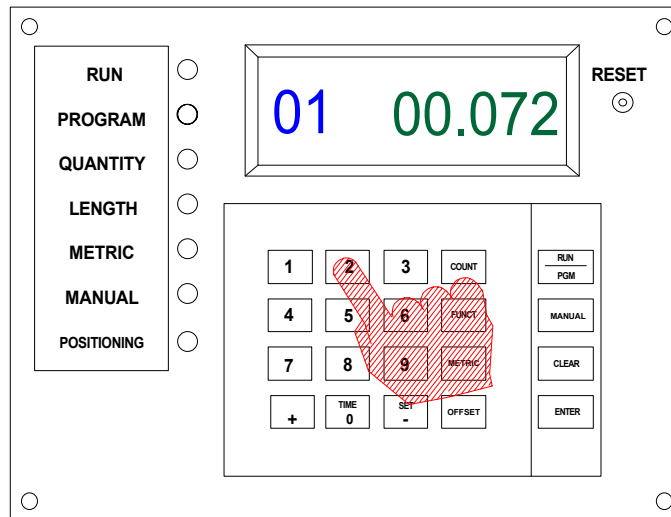 RUN
PROGRAM
QUANTITY
LENGTH
METRIC
MANUAL
POSITIONING
01 00.072
RESET
1 2 3 COUNT
4 5 6 FUNCT
7 8 9 METRIC
+ TIME 0 SET - OFFSET
RUN
PGM
MANUAL
CLEAR
ENTER